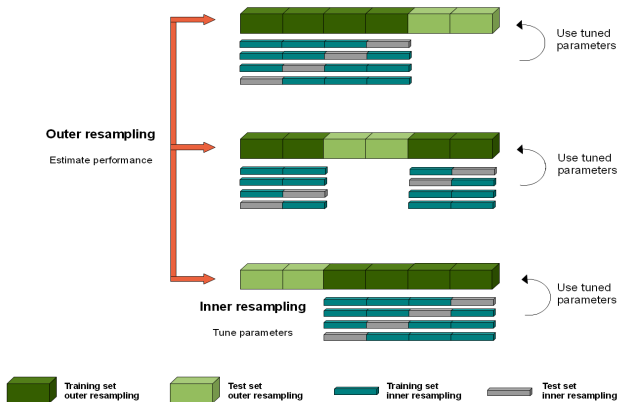 Use tuned
parameters
Outer resampling
Estimate performance
Use tuned
parameters
Inner resampling
Tune parameters
Use tuned
parameters
Training set
outer resampling
Test set
outer resampling
Training set
inner resampling
Test set
inner resampling